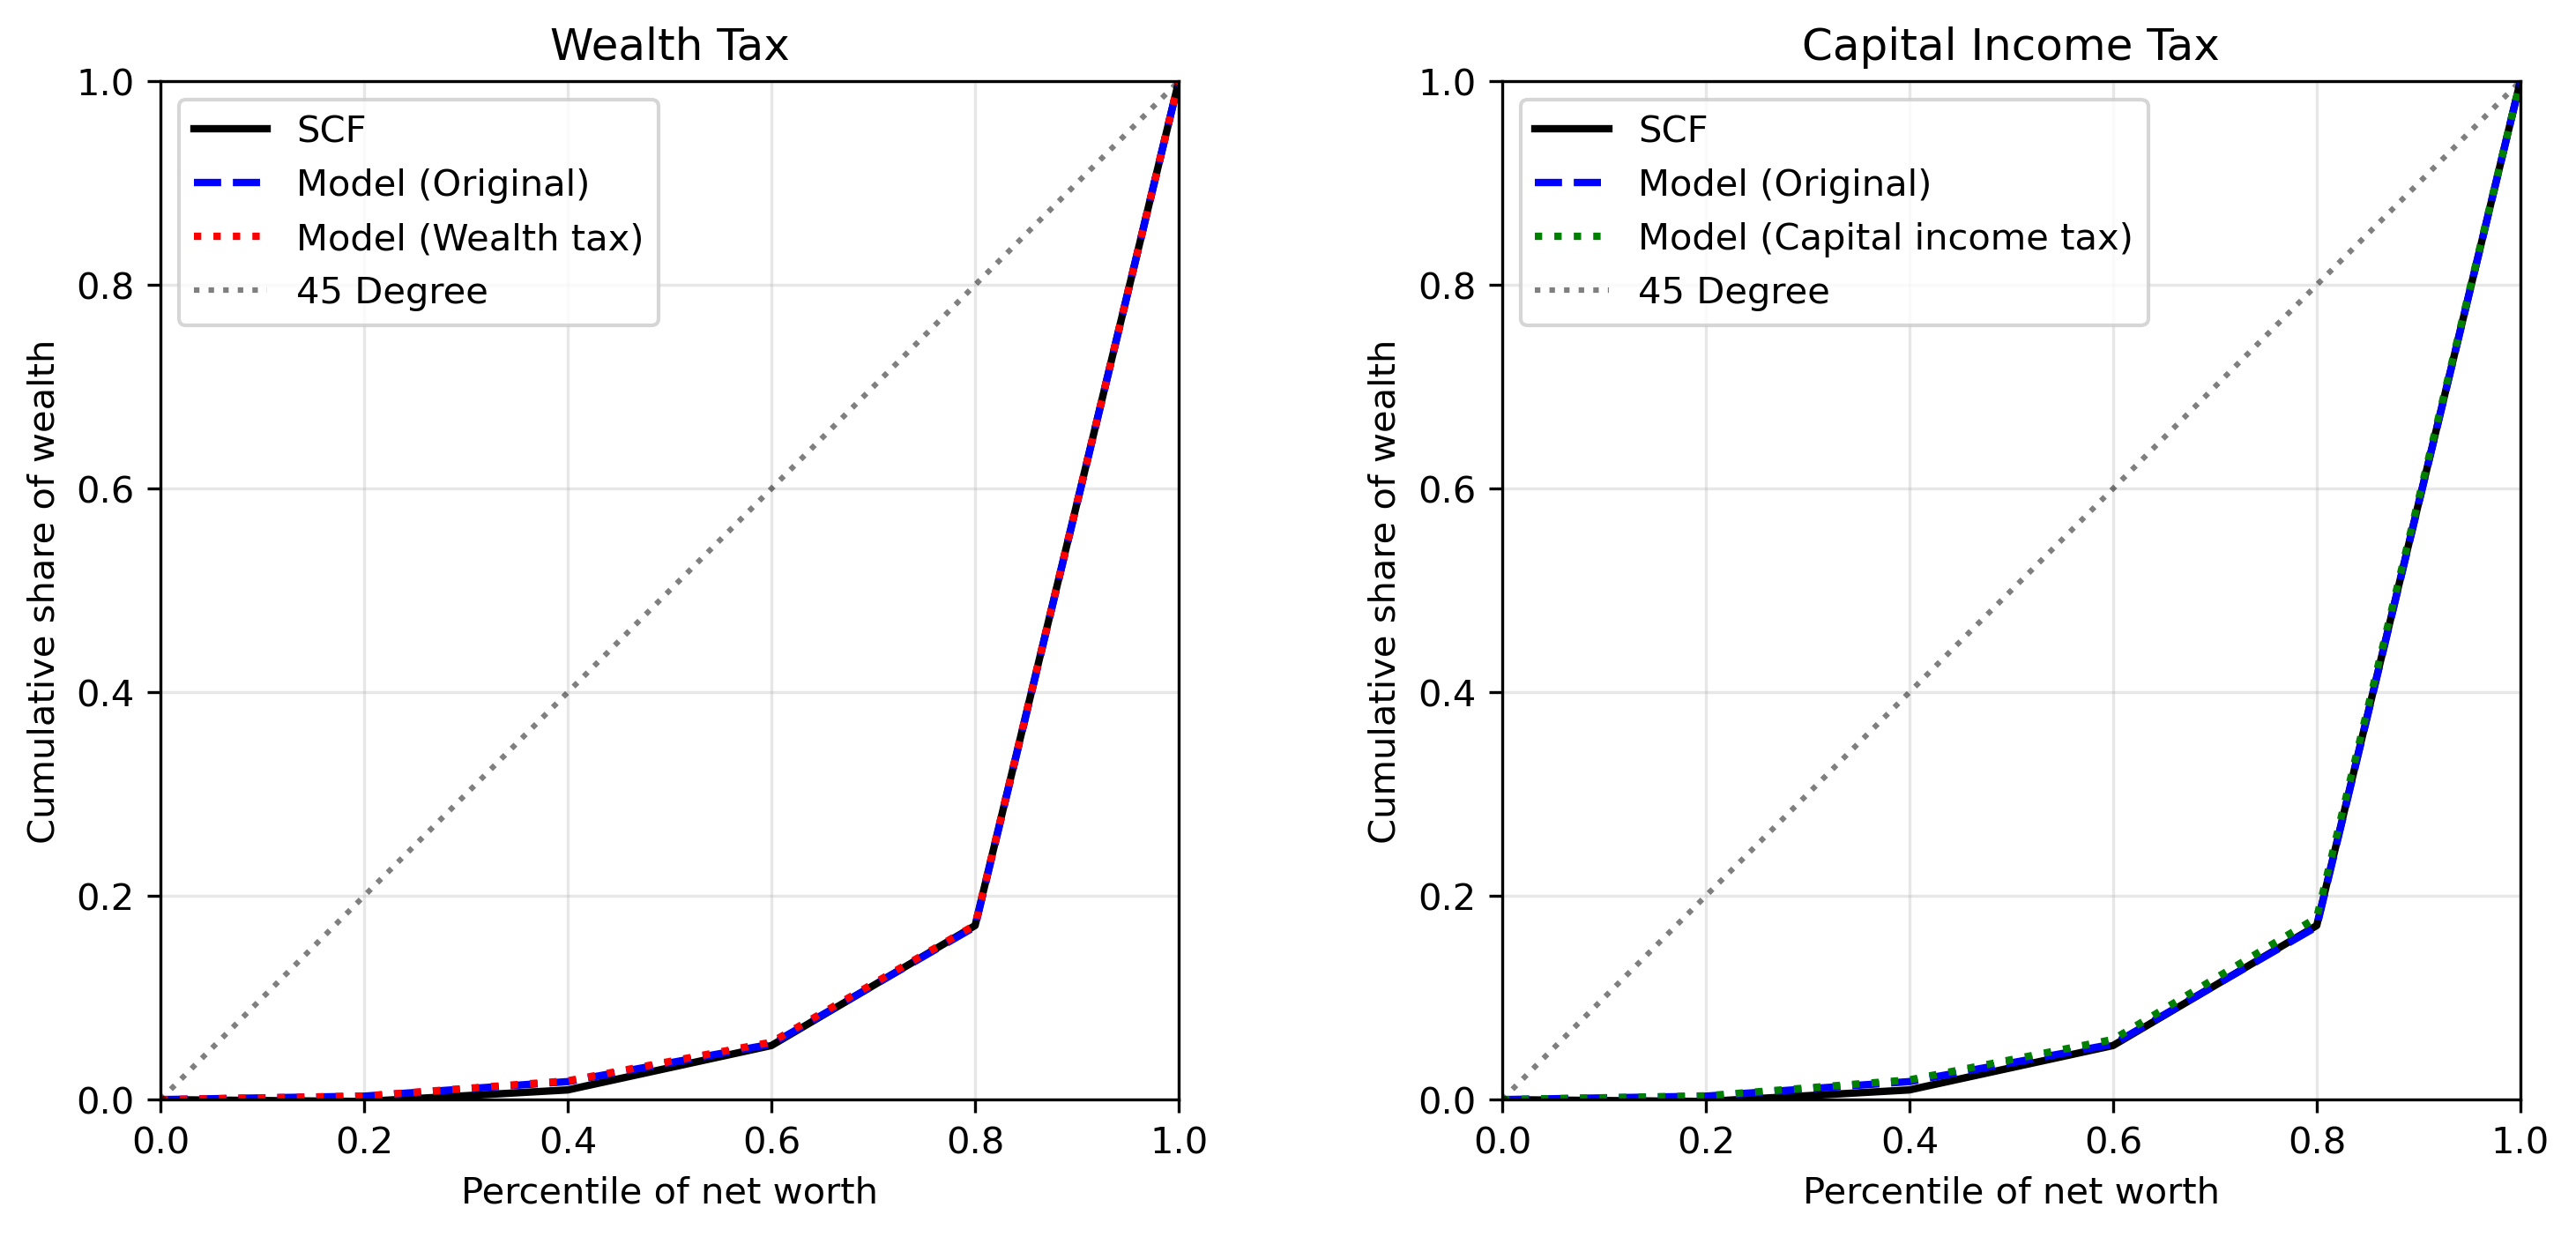 Wealth Tax
1.0
0.8
0.6
0.4
0.2
0.0
Cumulative share of wealth
SCF
Model (Original)
Model (Wealth tax)
45 Degree
0.0 0.2 0.4 0.6 0.8 1.0
Percentile of net worth
Capital Income Tax
1.0
0.8
0.6
0.4
0.2
0.0
Cumulative share of wealth
SCF
Model (Original)
Model (Capital income tax)
45 Degree
0.0 0.2 0.4 0.6 0.8 1.0
Percentile of net worth